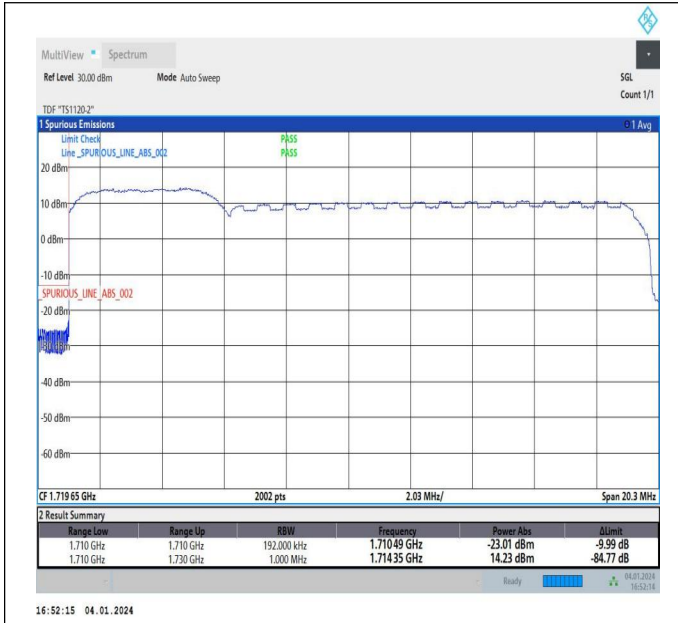 R S
MultiView Spectrum
Ref Level 30.00 dBm Mode Auto Sweep SGL
Count 1/1
TDF "TS1120-2"
1 Spurious Emissions 1 Avg
Limit Check PASS
Line _SPURIOUS_LINE_ABS_002 PASS
20 dBm
10 dBm
0 dBm
-10 dBm
_SPURIOUS_LINE_ABS_002
-20 dBm
-30 dBm
-40 dBm
-50 dBm
-60 dBm
CF 1.719 65 GHz 2002 pts 2.03 MHz/ Span 20.3 MHz
2 Result Summary
Range Low Range Up RBW Frequency Power Abs ΔLimit
1.710 GHz 1.710 GHz 192.000 kHz 1.71049 GHz -23.01 dBm -9.99 dB
1.710 GHz 1.730 GHz 1.000 MHz 1.71435 GHz 14.23 dBm -84.77 dB
Ready 04.01.2024
16:52:14
16:52:15 04.01.2024